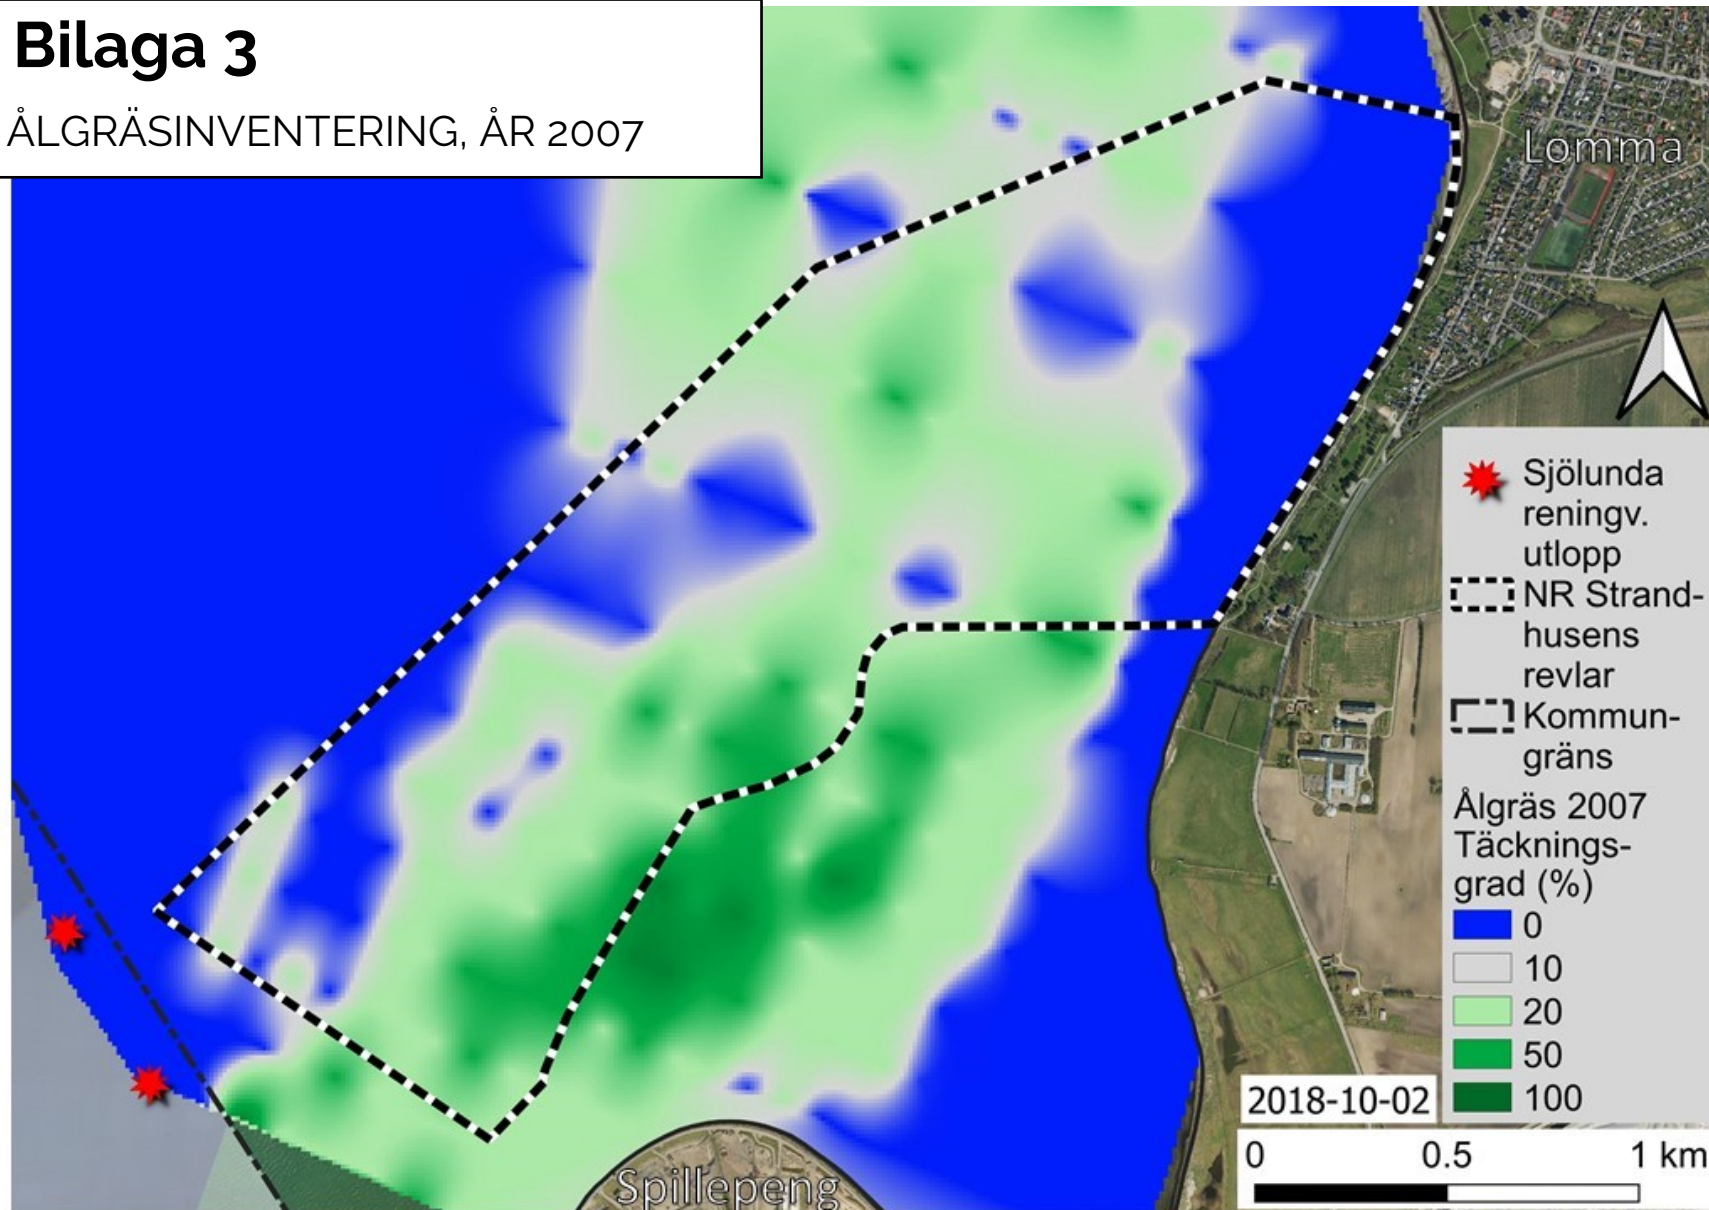 Bilaga 3
ÅLGRÄSINVENTERING, ÅR 2007
Lomma
Sjölunda
reningv.
utlopp
NR Strand-
husens
revlar
Kommun-
gräns
Ålgräs 2007
Täcknings-
grad (%)
0
10
20
50
100
2018-10-02
0 0.5 1 km
Spillepeng